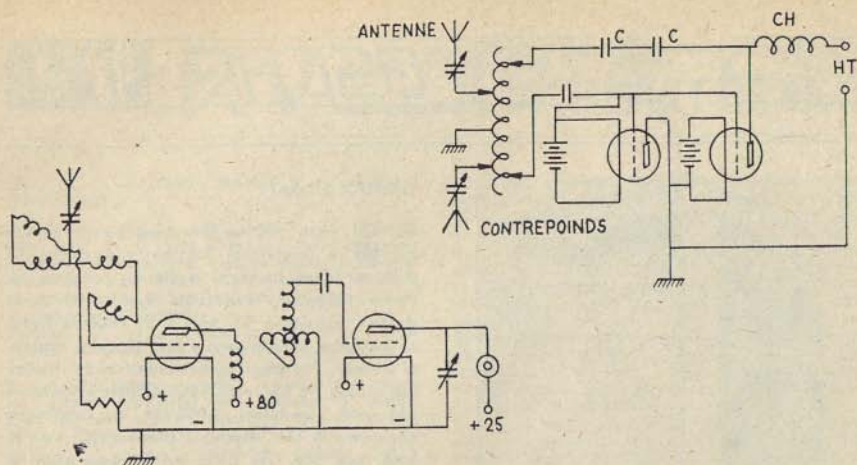 CH
ANTENNE
C C
HT
CONTREPOINDS
+ +
+80
- -
+25